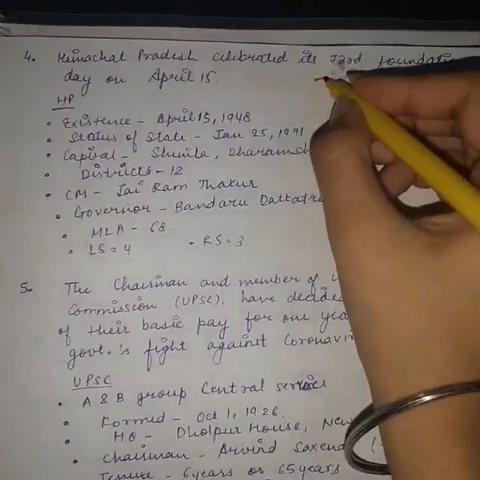 4. Himachal Pradesh celebrated its 73rd foundation
day on April 15.
HP
• Existence - April 15, 1948
• Status of State - Jan 25, 1971
• Capital - Shimla, Dharamsh
• Districts - 12
• CM - Jai Ram Thakur
• Governor - Bandaru Dattatre
• MLA - 68.
• LS = 4 • RS = 3
5. The Chairman and member of U
Commission (UPSC), have decided
of their basic pay for one yea
govt.'s fight against Coronavir
UPSC
• A & B group Central services
• Formed - Oct 1, 1926.
• HQ - Dholpur House, New
• Chairman - Arvind Saxena (
Tenure - 6 years or 65 years